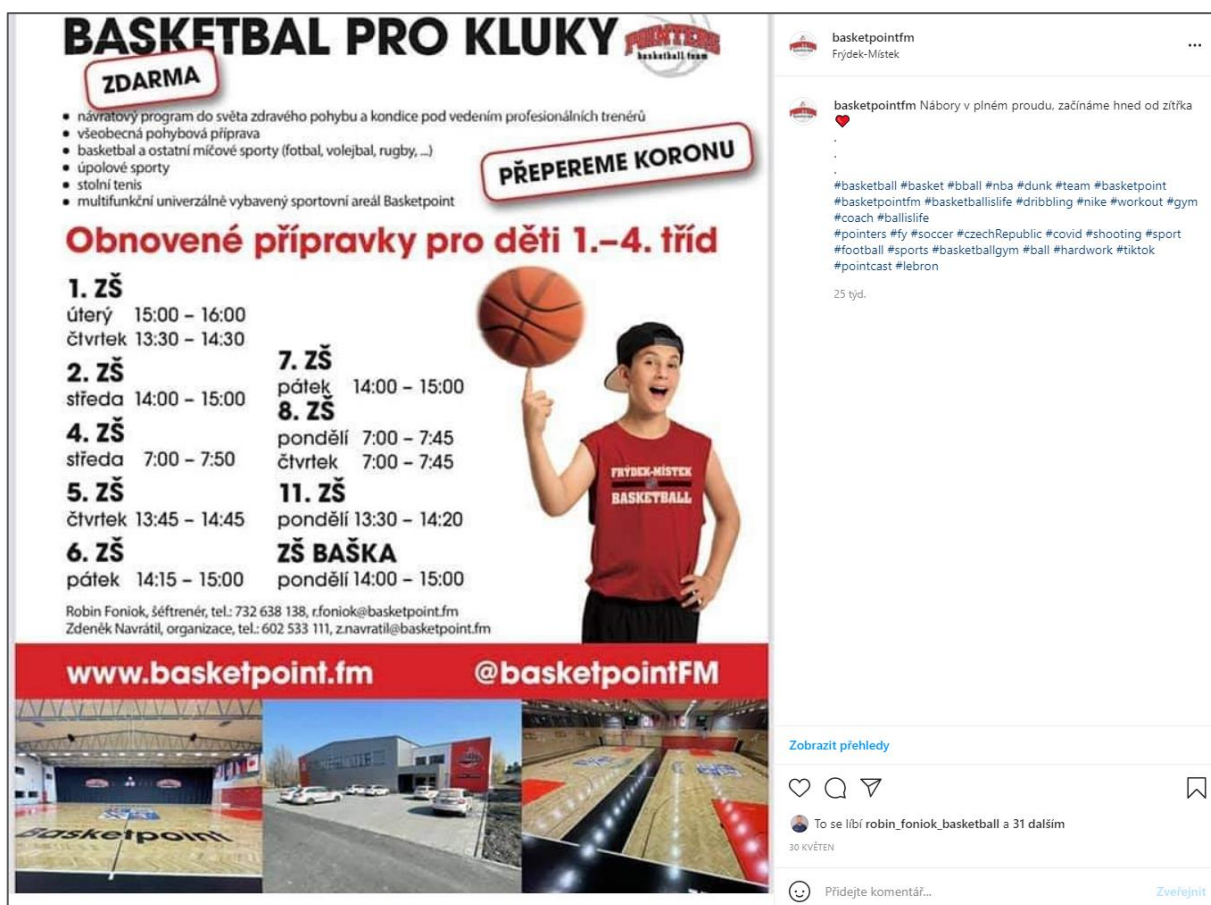 BASKETBAL PRO KLUKY
POINTERS
basketball team
ZDARMA
• návratový program do světa zdravého pohybu a kondice pod vedením profesionálních trenérů
• všeobecná pohybová příprava
• basketbal a ostatní míčové sporty (fotbal, volejbal, rugby, ...)
• úpolové sporty
• stolní tenis
• multifunkční univerzálně vybavený sportovní areál Basketpoint
PŘEPEREME KORONU
Obnovené přípravky pro děti 1.–4. tříd
1. ZŠ
úterý 15:00 – 16:00
čtvrtek 13:30 – 14:30
2. ZŠ
středa 14:00 – 15:00
4. ZŠ
středa 7:00 – 7:50
5. ZŠ
čtvrtek 13:45 – 14:45
6. ZŠ
pátek 14:15 – 15:00
7. ZŠ
pátek 14:00 – 15:00
8. ZŠ
pondělí 7:00 – 7:45
čtvrtek 7:00 – 7:45
11. ZŠ
pondělí 13:30 – 14:20
ZŠ BAŠKA
pondělí 14:00 – 15:00
FRÝDEK-MÍSTEK
BASKETBALL
Robin Foniok, šéftrenér, tel.: 732 638 138, r.foniok@basketpoint.fm
Zdeněk Navrátil, organizace, tel.: 602 533 111, z.navratil@basketpoint.fm
www.basketpoint.fm @basketpointFM
Basketpoint
basketpointfm
Frýdek-Místek
...
basketpointfm Nábory v plném proudu, začínáme hned od zítřka
❤️
.
.
.
#basketball #basket #bball #nba #dunk #team #basketpoint
#basketpointfm #basketballislife #dribbling #nike #workout #gym
#coach #ballislife
#pointers #fy #soccer #czechRepublic #covid #shooting #sport
#football #sports #basketballgym #ball #hardwork #tiktok
#pointcast #lebron
25 týd.
Zobrazit přehledy
To se líbí robin_foniok_basketball a 31 dalším
30 KVĚTEN
Přidejte komentář... Zveřejnit